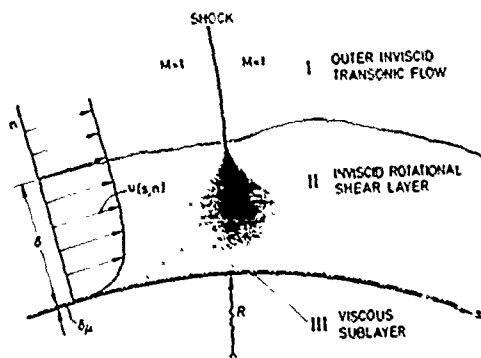 SHOCK
M>1
M<1
I OUTER INVISCID
TRANSONIC FLOW
n
II INVISCID ROTATIONAL
SHEAR LAYER
u(s,n)
δ
δμ
R
III VISCOUS
SUBLAYER
s